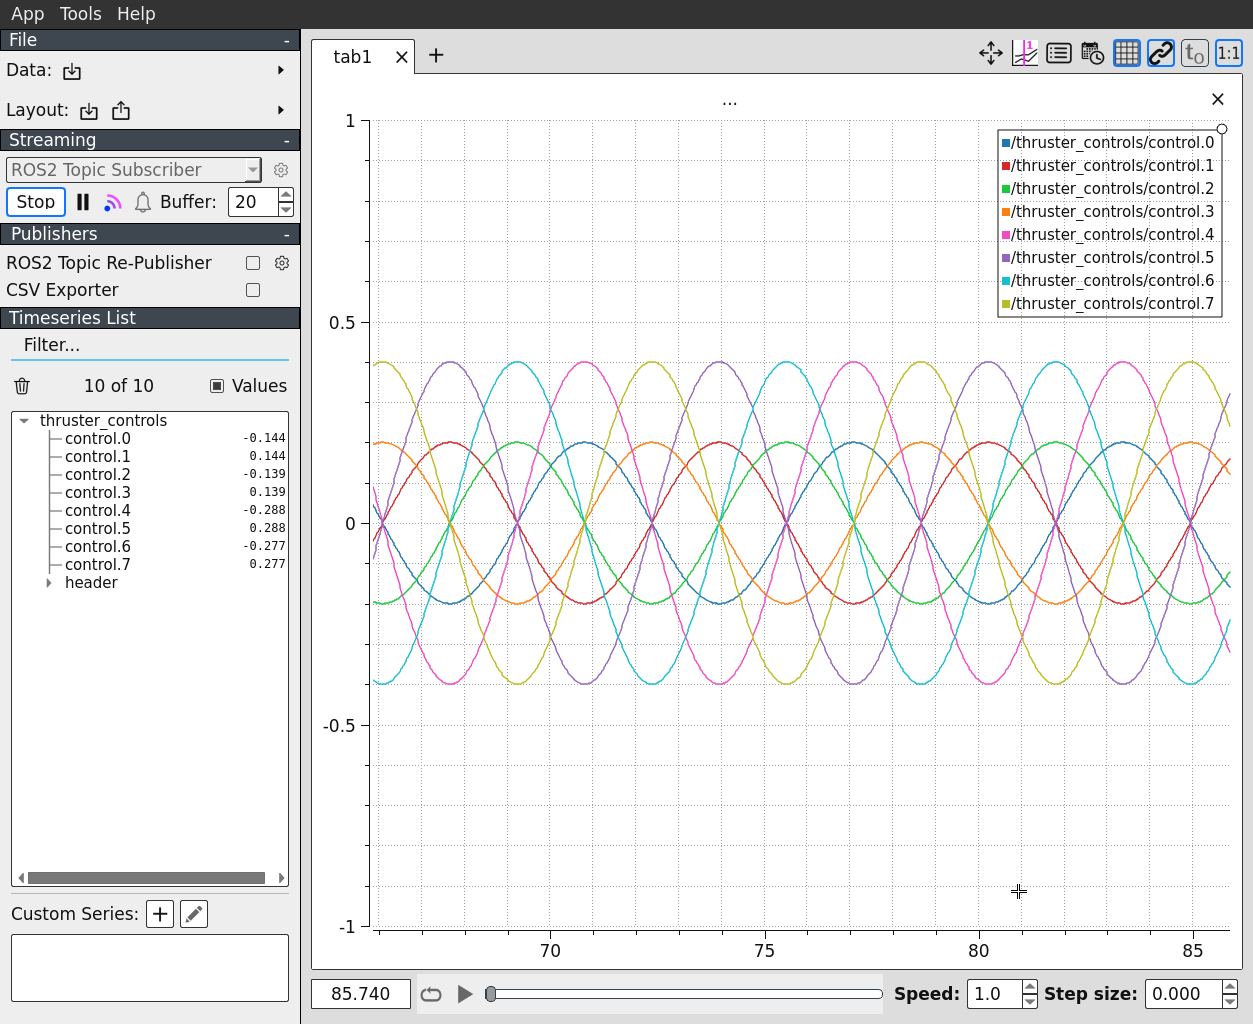 App Tools Help
File -
Data:
Layout:
Streaming -
ROS2 Topic Subscriber
Stop Buffer: 20
Publishers -
ROS2 Topic Re-Publisher
CSV Exporter
Timeseries List
Filter...
10 of 10 Values
thruster_controls
control.0 -0.144
control.1 0.144
control.2 -0.139
control.3 0.139
control.4 -0.288
control.5 0.288
control.6 -0.277
control.7 0.277
header
Custom Series:
tab1
1
t0 1:1
...
1
0.5
0
-0.5
-1
70 75 80 85
/thruster_controls/control.0
/thruster_controls/control.1
/thruster_controls/control.2
/thruster_controls/control.3
/thruster_controls/control.4
/thruster_controls/control.5
/thruster_controls/control.6
/thruster_controls/control.7
85.740 Speed: 1.0 Step size: 0.000